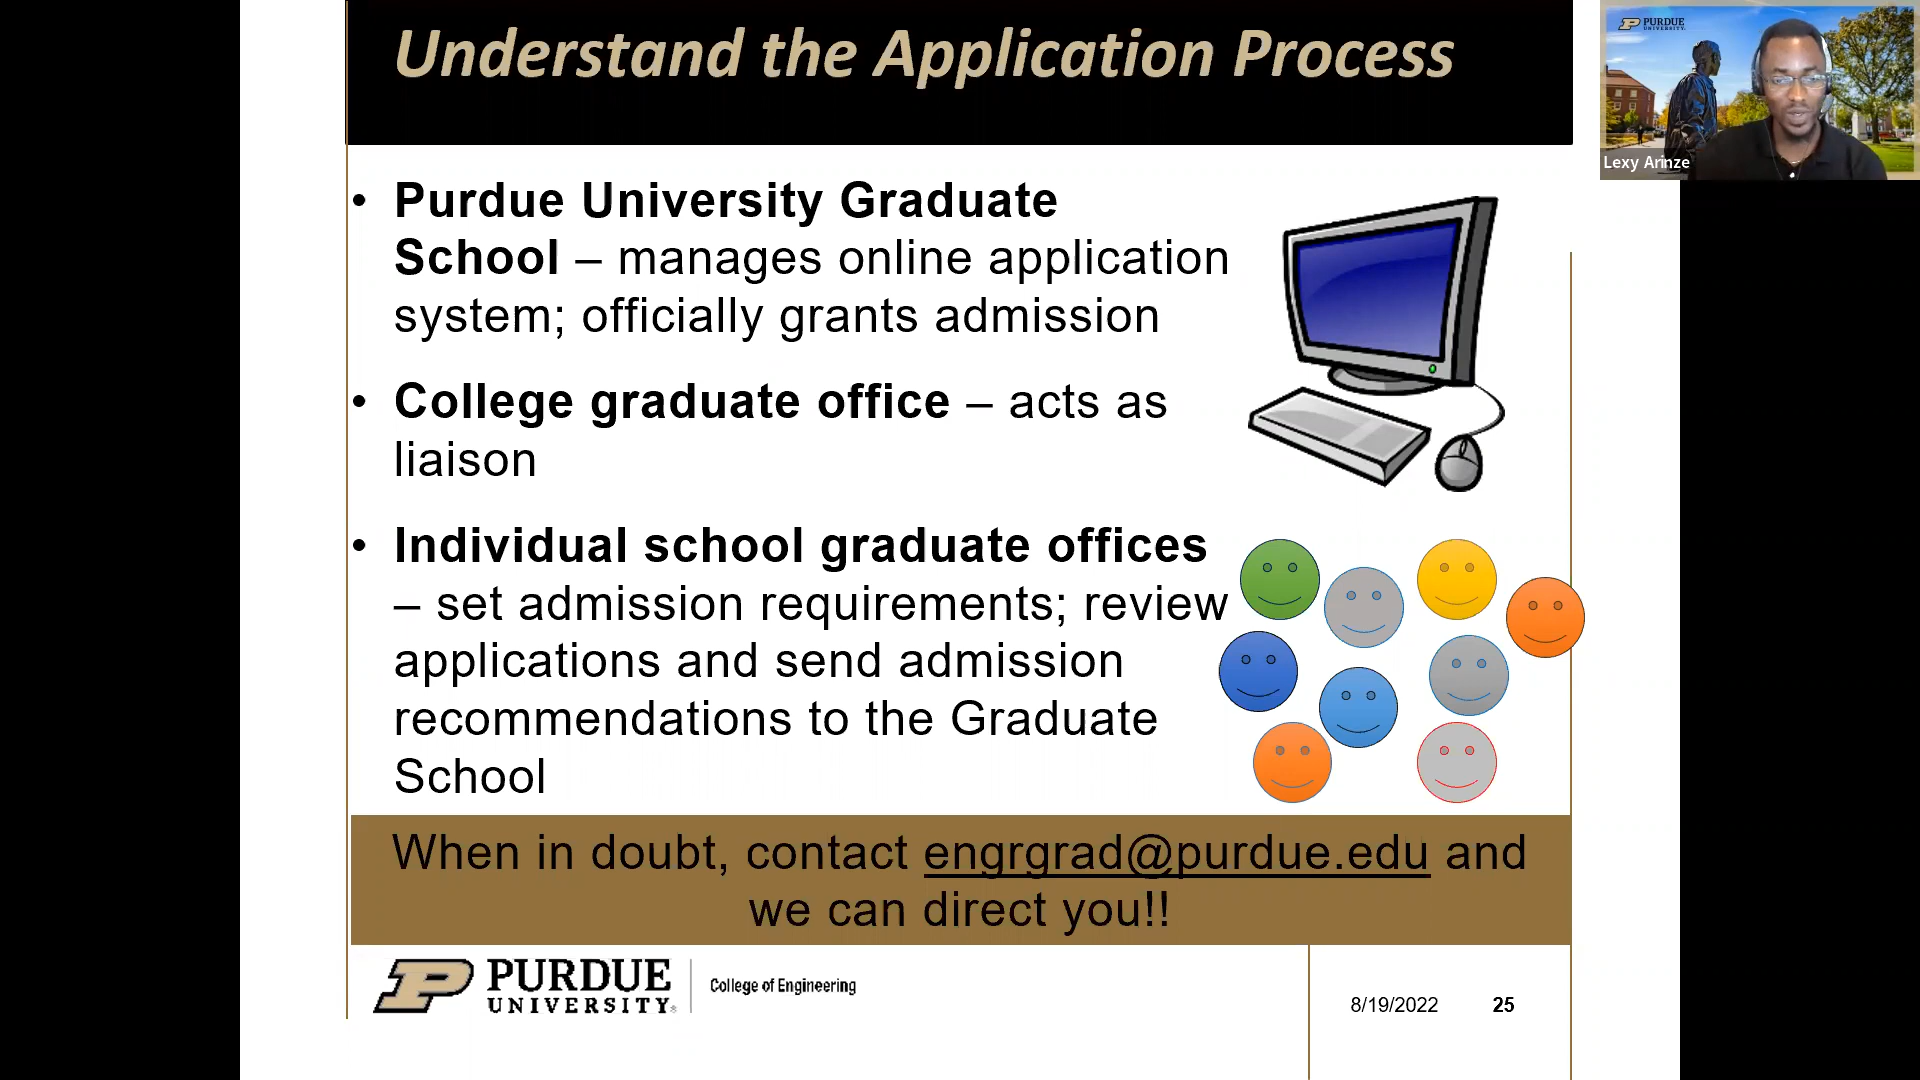 Understand the Application Process
PURDUE
UNIVERSITY.
Lexy Arinze
• Purdue University Graduate
School – manages online application
system; officially grants admission
• College graduate office – acts as
liaison
• Individual school graduate offices
– set admission requirements; review
applications and send admission
recommendations to the Graduate
School
When in doubt, contact engrgrad@purdue.edu and
we can direct you!!
PURDUE
UNIVERSITY®
College of Engineering
8/19/2022
25